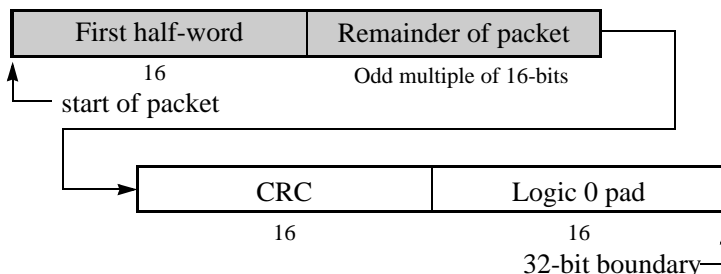 First half-word Remainder of packet
16 Odd multiple of 16-bits
start of packet
CRC Logic 0 pad
16 16
32-bit boundary